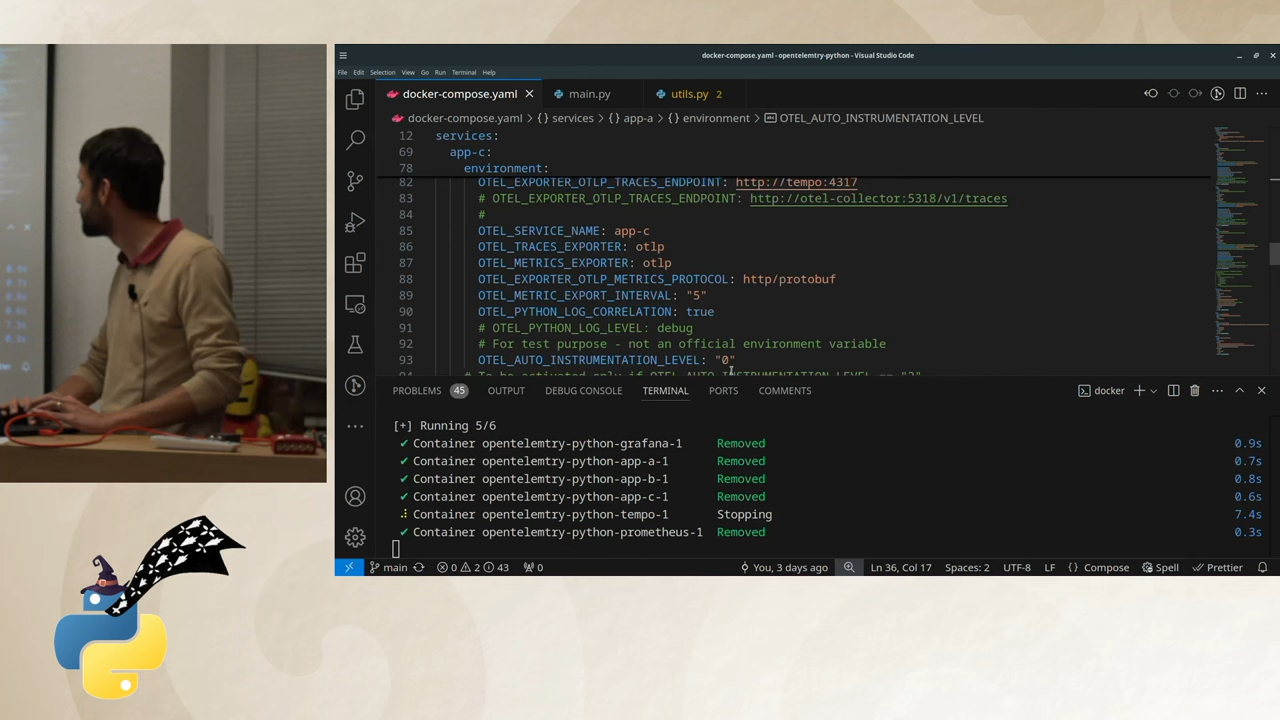 docker-compose.yaml - opentelemtry-python - Visual Studio Code
File Edit Selection View Go Run Terminal Help
docker-compose.yaml main.py utils.py 2
docker-compose.yaml > {} services > {} app-a > {} environment > OTEL_AUTO_INSTRUMENTATION_LEVEL
12 services:
69 app-c:
78 environment:
82 OTEL_EXPORTER_OTLP_TRACES_ENDPOINT: http://tempo:4317
83 # OTEL_EXPORTER_OTLP_TRACES_ENDPOINT: http://otel-collector:5318/v1/traces
84 #
85 OTEL_SERVICE_NAME: app-c
86 OTEL_TRACES_EXPORTER: otlp
87 OTEL_METRICS_EXPORTER: otlp
88 OTEL_EXPORTER_OTLP_METRICS_PROTOCOL: http/protobuf
89 OTEL_METRIC_EXPORT_INTERVAL: "5"
90 OTEL_PYTHON_LOG_CORRELATION: true
91 # OTEL_PYTHON_LOG_LEVEL: debug
92 # For test purpose - not an official environment variable
93 OTEL_AUTO_INSTRUMENTATION_LEVEL: "0"
94 # To be activated only if OTEL_AUTO_INSTRUMENTATION_LEVEL == "2"
PROBLEMS 45 OUTPUT DEBUG CONSOLE TERMINAL PORTS COMMENTS docker
[+] Running 5/6
✔ Container opentelemtry-python-grafana-1 Removed 0.9s
✔ Container opentelemtry-python-app-a-1 Removed 0.7s
✔ Container opentelemtry-python-app-b-1 Removed 0.8s
✔ Container opentelemtry-python-app-c-1 Removed 0.6s
Container opentelemtry-python-tempo-1 Stopping 7.4s
✔ Container opentelemtry-python-prometheus-1 Removed 0.3s
main 0 2 43 0 You, 3 days ago Ln 36, Col 17 Spaces: 2 UTF-8 LF {} Compose Spell Prettier